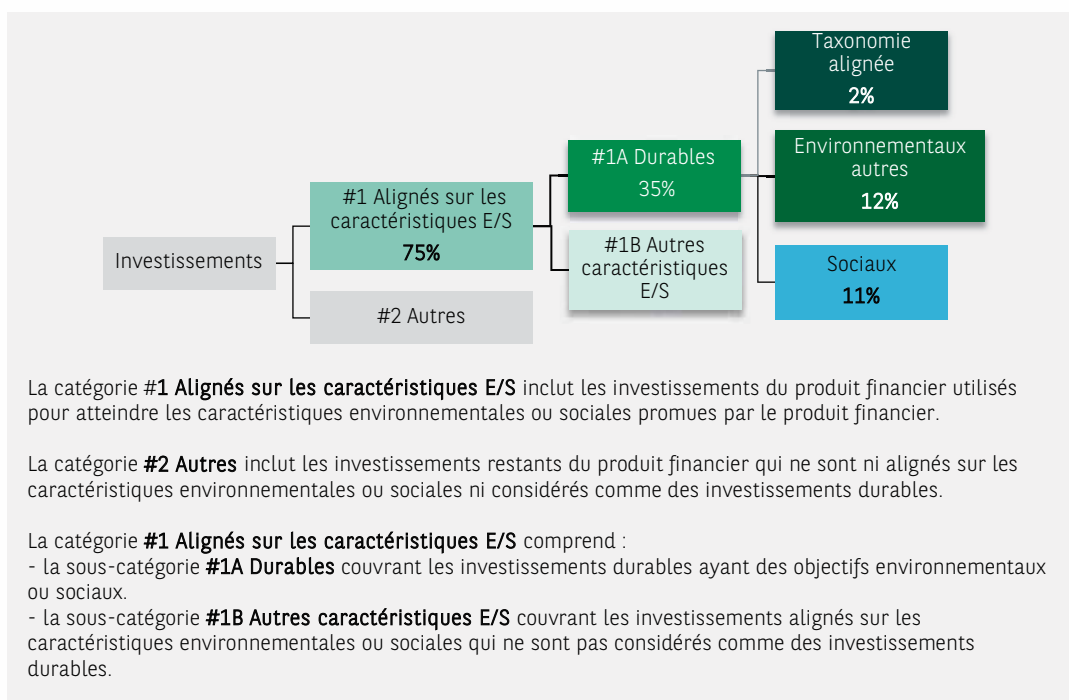 Taxonomie
alignée
2%
Environnementaux
autres
12%
#1A Durables
35%
#1 Alignés sur les
caractéristiques E/S
75%
#1B Autres
caractéristiques
E/S
Investissements
Sociaux
11%
#2 Autres
La catégorie #1 Alignés sur les caractéristiques E/S inclut les investissements du produit financier utilisés
pour atteindre les caractéristiques environnementales ou sociales promues par le produit financier.
La catégorie #2 Autres inclut les investissements restants du produit financier qui ne sont ni alignés sur les
caractéristiques environnementales ou sociales ni considérés comme des investissements durables.
La catégorie #1 Alignés sur les caractéristiques E/S comprend :
- la sous-catégorie #1A Durables couvrant les investissements durables ayant des objectifs environnementaux
ou sociaux.
- la sous-catégorie #1B Autres caractéristiques E/S couvrant les investissements alignés sur les
caractéristiques environnementales ou sociales qui ne sont pas considérés comme des investissements
durables.